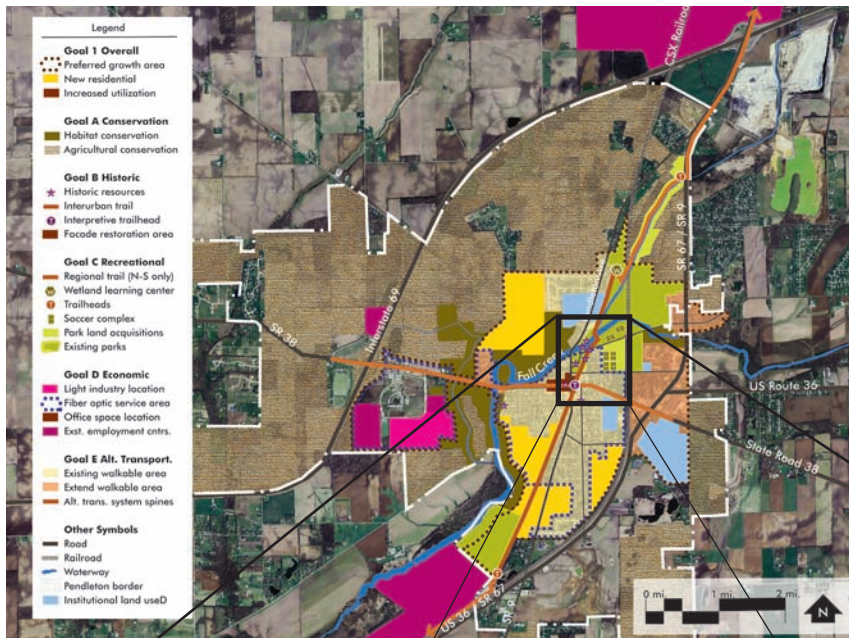 Legend
Goal 1 Overall
Preferred growth area
New residential
Increased utilization
Goal A Conservation
Habitat conservation
Agricultural conservation
Goal B Historic
Historic resources
Interurban trail
Interpretive trailhead
Facade restoration area
Goal C Recreational
Regional trail (N-S only)
Wetland learning center
Trailheads
Soccer complex
Park land acquisitions
Existing parks
Goal D Economic
Light industry location
Fiber optic service area
Office space location
Exst. employment cntrs.
Goal E Alt. Transport.
Existing walkable area
Extend walkable area
Alt. trans. system spines
Other Symbols
Road
Railroad
Waterway
Pendleton border
Institutional land useD
CSX Railroad
SR 67 / SR 9
Interstate 69
SR 38
Fall Creek
US Route 36
State Road 38
US 36 / SR 67
SR 9
T
W
T
T
0 mi.
1 mi.
2 mi.
N